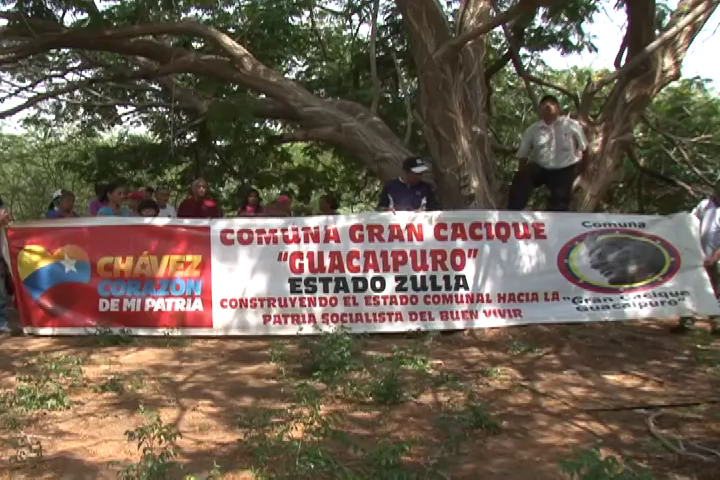 CHÁVEZ
CORAZÓN
DE MI PATRIA
COMUNA GRAN CACIQUE
"GUACAIPURO"
ESTADO ZULIA
CONSTRUYENDO EL ESTADO COMUNAL HACIA LA
PATRIA SOCIALISTA DEL BUEN VIVIR
Comuna
"Gran Cacique
Guacaipuro"